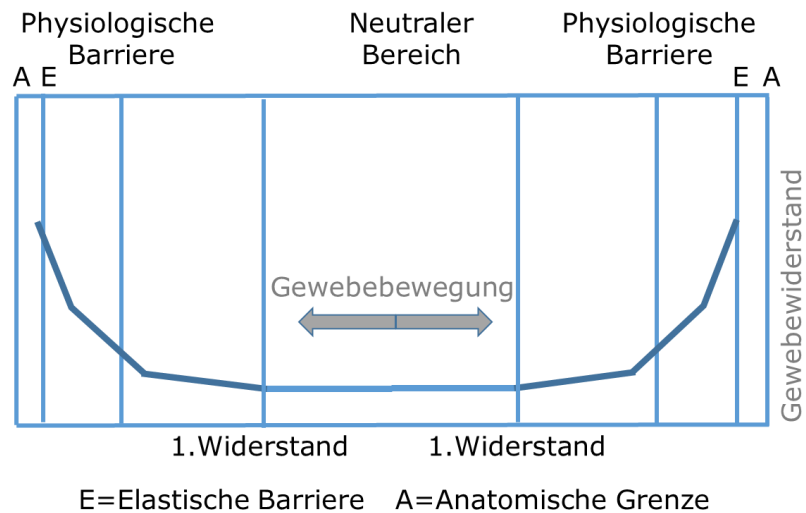 Physiologische
Barriere
Neutraler
Bereich
Physiologische
Barriere
A E
E A
Gewebebewegung
Gewebewiderstand
1.Widerstand
1.Widerstand
E=Elastische Barriere A=Anatomische Grenze